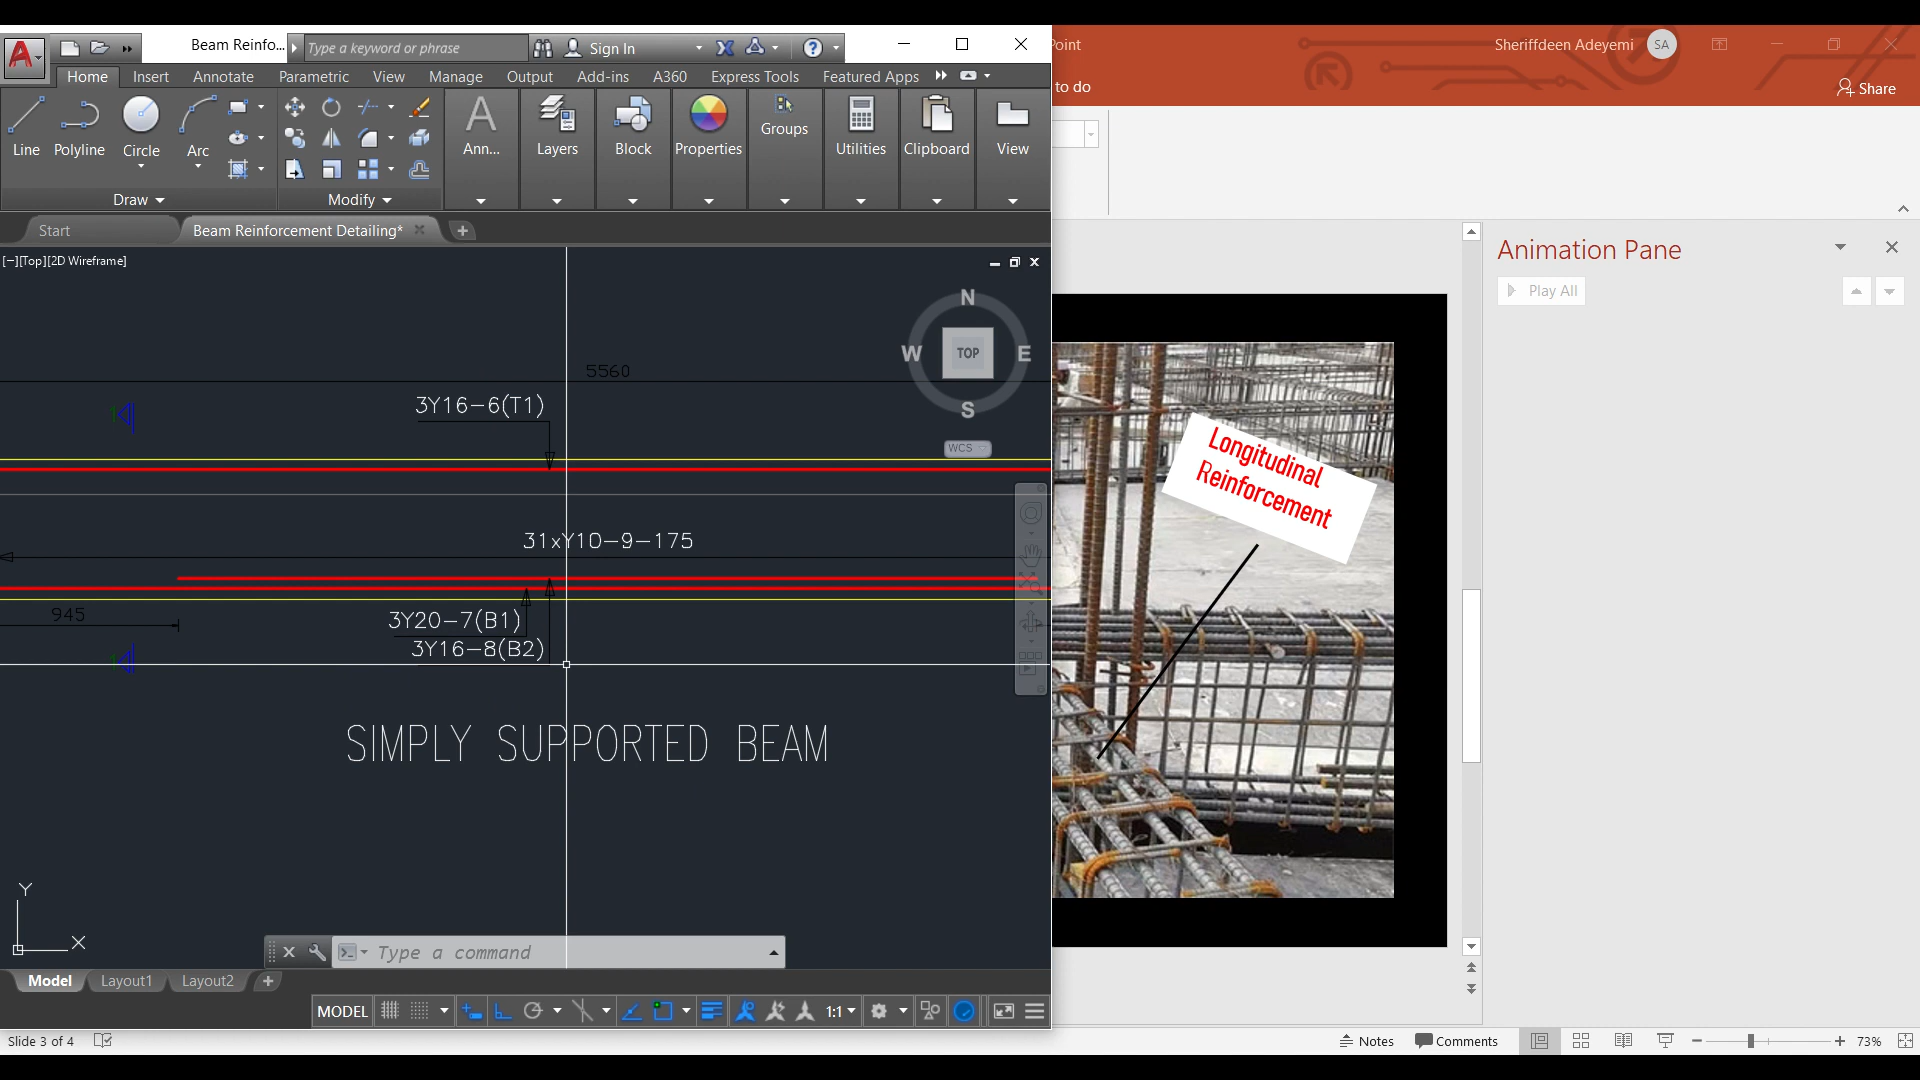 Beam Reinfo...
Type a keyword or phrase
Sign In
Point
Sheriffdeen Adeyemi
SA
Home
Insert
Annotate
Parametric
View
Manage
Output
Add-ins
A360
Express Tools
Featured Apps
to do
Share
Line
Polyline
Circle
Arc
Ann...
Layers
Block
Properties
Groups
Utilities
Clipboard
View
Draw
Modify
Start
Beam Reinforcement Detailing*
[−][Top][2D Wireframe]
Animation Pane
Play All
N
W
TOP
E
S
WCS
5560
3Y16-6(T1)
31xY10-9-175
945
3Y20-7(B1)
3Y16-8(B2)
SIMPLY SUPPORTED BEAM
Longitudinal
Reinforcement
Y
X
Type a command
Model
Layout1
Layout2
MODEL
1:1
Slide 3 of 4
Notes
Comments
73%